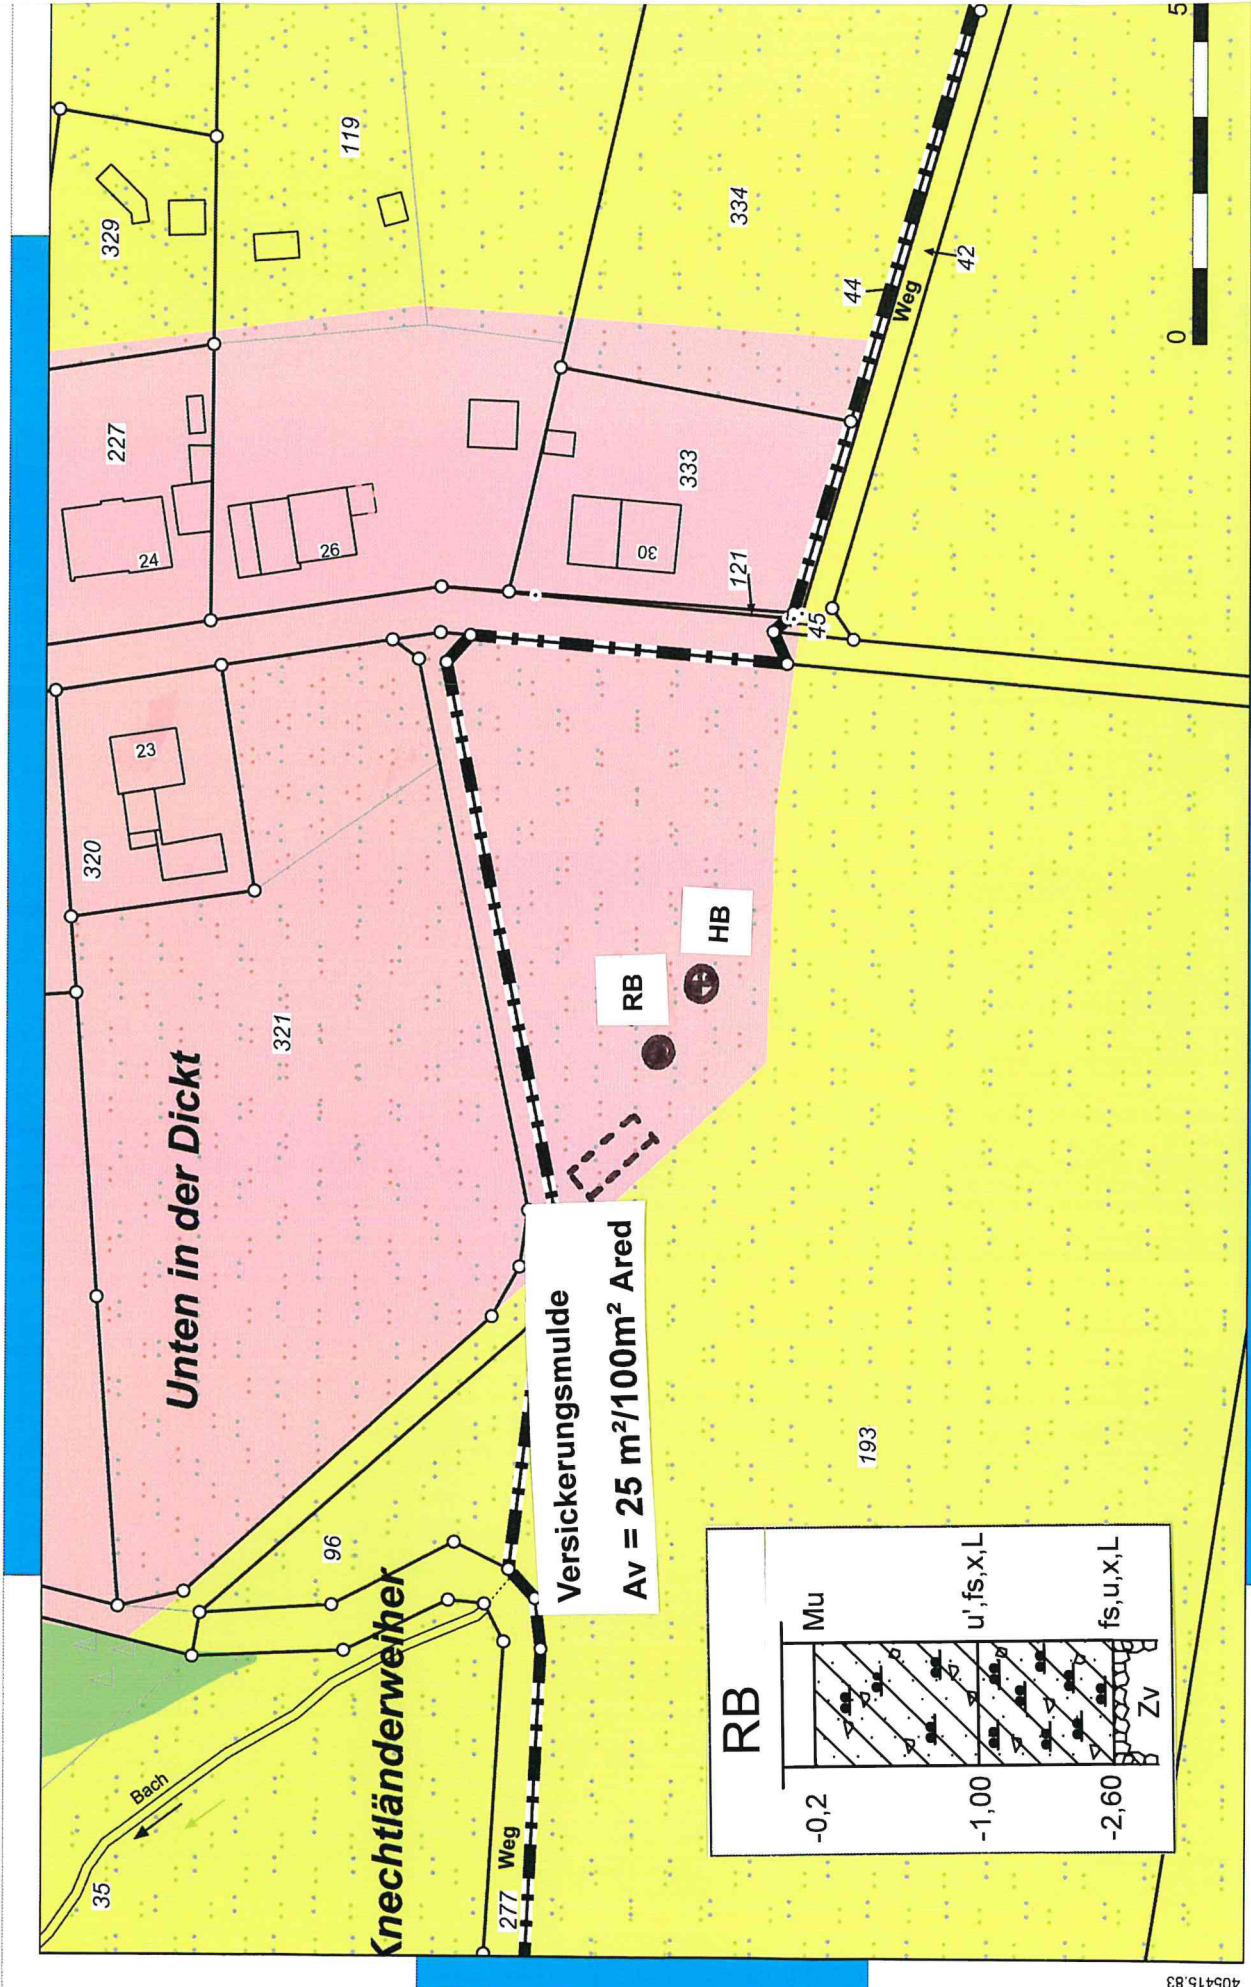 35
Bach
Unten in der Dickt
320
23
227
24
329
321
26
119
96
Knechtländerweiher
277
Weg
Versickerungsmulde
Av = 25 m²/100m² Ared
RB
HB
30
333
121
45
334
44
Weg
42
193
RB
-0,2
Mu
-1,00
u',fs,x,L
-2,60
fs,u,x,L
Zv
0
5
405415.83